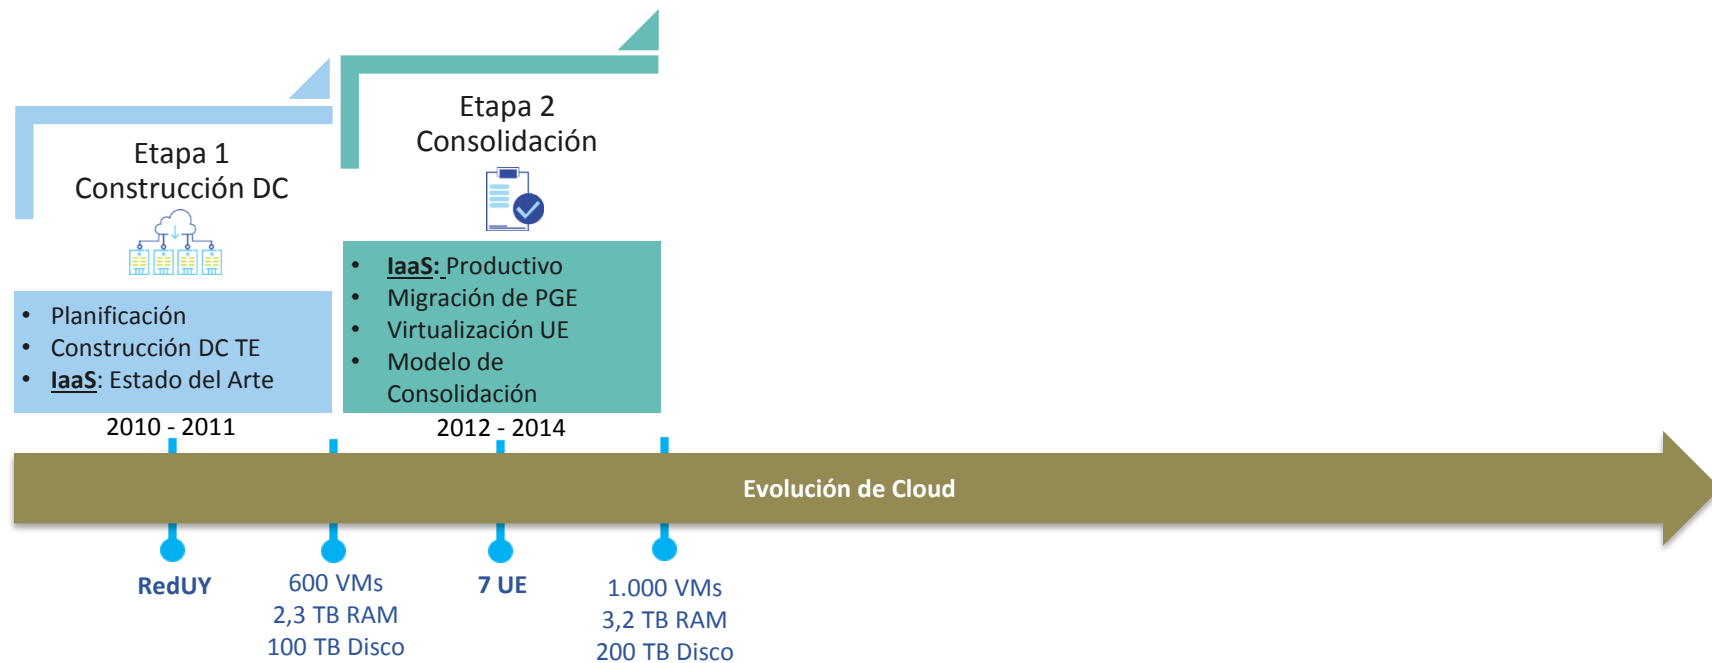 Etapa 1
Construcción DC
• Planificación
• Construcción DC TE
• IaaS: Estado del Arte
2010 - 2011
Etapa 2
Consolidación
• IaaS: Productivo
• Migración de PGE
• Virtualización UE
• Modelo de
Consolidación
2012 - 2014
Evolución de Cloud
RedUY
600 VMs
2,3 TB RAM
100 TB Disco
7 UE
1.000 VMs
3,2 TB RAM
200 TB Disco